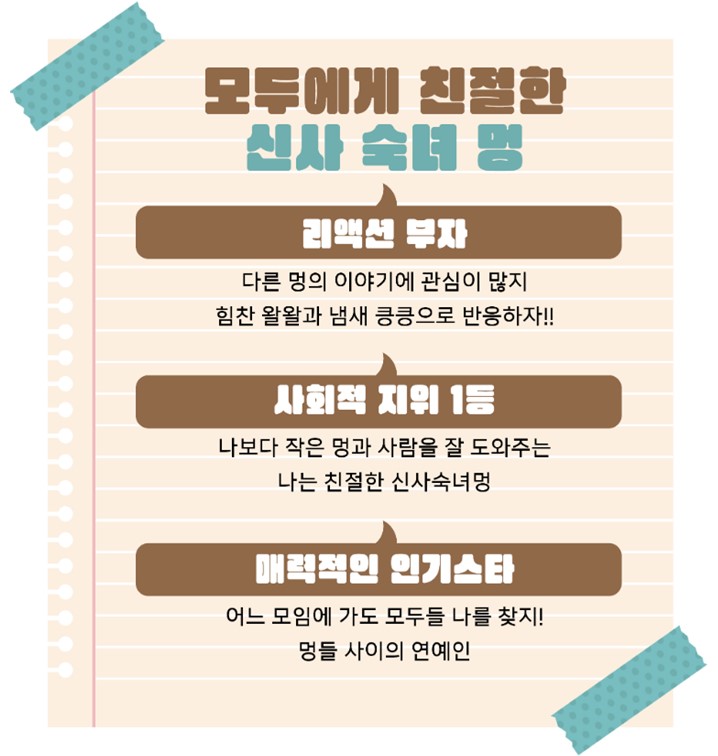 모두에게 친절한
신사 숙녀 멍
리액션 부자
다른 멍의 이야기에 관심이 많지
힘찬 왈왈과 냄새 킁킁으로 반응하자!!
사회적 지위 1등
나보다 작은 멍과 사람을 잘 도와주는
나는 친절한 신사숙녀멍
매력적인 인기스타
어느 모임에 가도 모두들 나를 찾지!
멍들 사이의 연예인